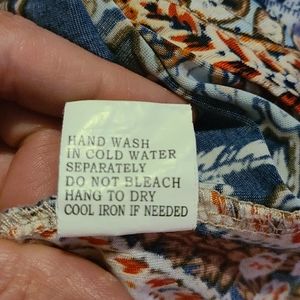 HAND WASH
IN COLD WATER
SEPARATELY
DO NOT BLEACH
HANG TO DRY
COOL IRON IF NEEDED